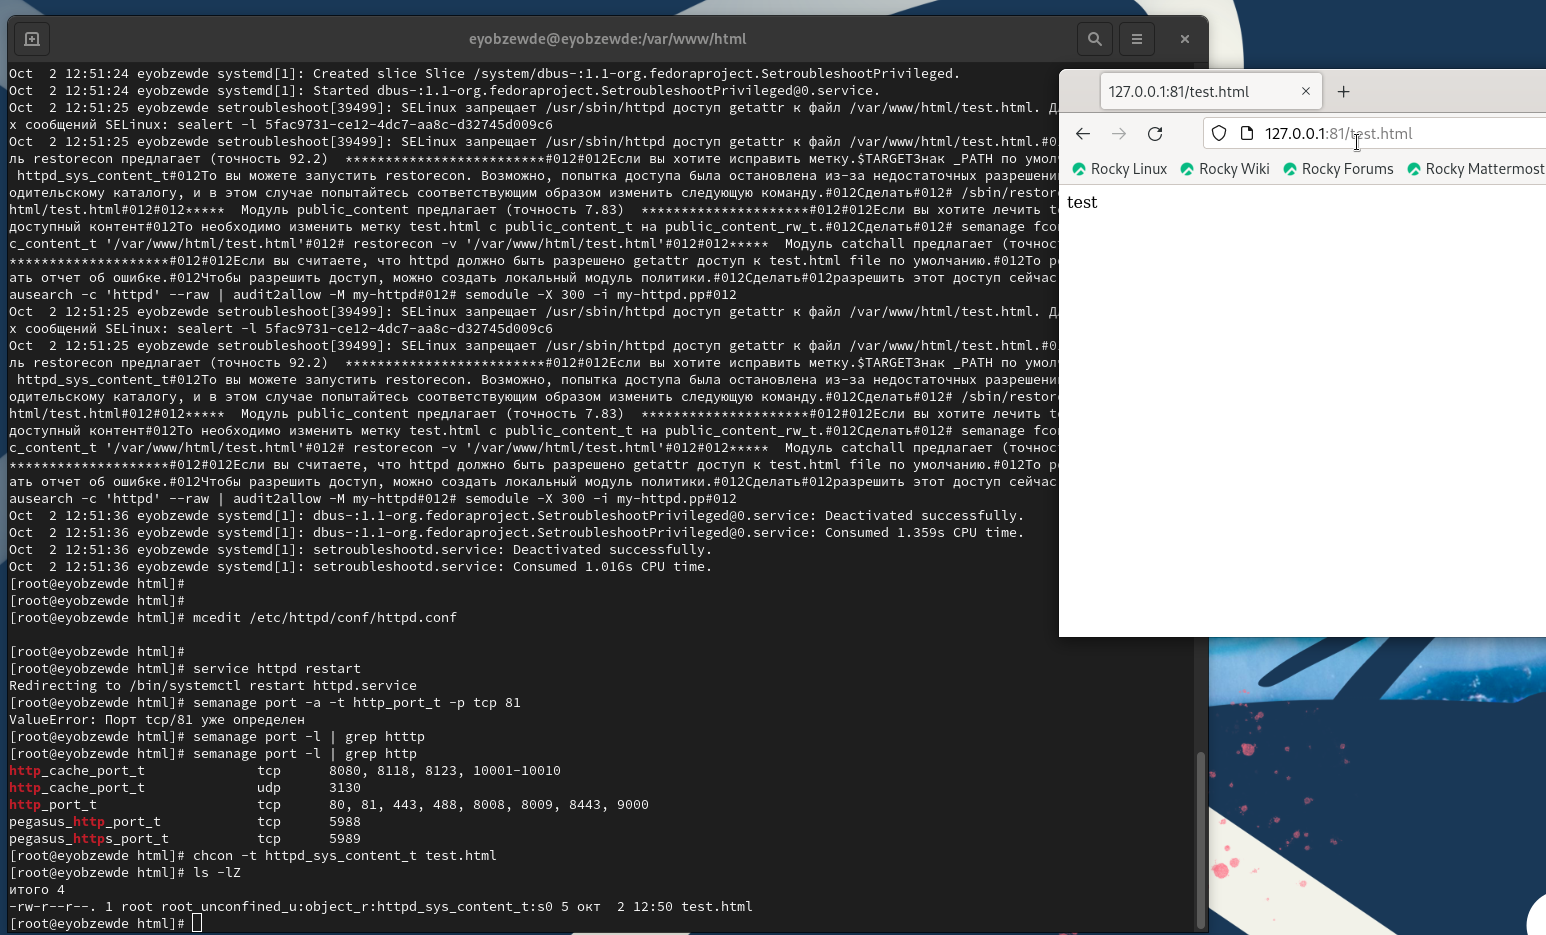 eyobzewde@eyobzewde:/var/www/html
Oct  2 12:51:24 eyobzewde systemd[1]: Created slice Slice /system/dbus-:1.1-org.fedoraproject.SetroubleshootPrivileged.
Oct  2 12:51:24 eyobzewde systemd[1]: Started dbus-:1.1-org.fedoraproject.SetroubleshootPrivileged@0.service.
Oct  2 12:51:25 eyobzewde setroubleshoot[39499]: SELinux запрещает /usr/sbin/httpd доступ getattr к файл /var/www/html/test.html.
х сообщений SELinux: sealert -l 5fac9731-ce12-4dc7-aa8c-d32745d009c6
Oct  2 12:51:25 eyobzewde setroubleshoot[39499]: SELinux запрещает /usr/sbin/httpd доступ getattr к файл /var/www/html/test.html.#0
ль restorecon предлагает (точность 92.2)  *************************#012#012Если вы хотите исправить метку.$TARGETЗнак _PATH по умол
 httpd_sys_content_t#012То вы можете запустить restorecon. Возможно, попытка доступа была остановлена из-за недостаточных разрешени
одительскому каталогу, и в этом случае попытайтесь соответствующим образом изменить следующую команду.#012Сделать#012# /sbin/restor
html/test.html#012#012*****  Модуль public_content предлагает (точность 7.83)  *********************#012#012Если вы хотите лечить t
доступный контент#012То необходимо изменить метку test.html с public_content_t на public_content_rw_t.#012Сделать#012# semanage fco
c_content_t '/var/www/html/test.html'#012# restorecon -v '/var/www/html/test.html'#012#012*****  Модуль catchall предлагает (точнос
********************#012#012Если вы считаете, что httpd должно быть разрешено getattr доступ к test.html file по умолчанию.#012То р
ать отчет об ошибке.#012Чтобы разрешить доступ, можно создать локальный модуль политики.#012Сделать#012разрешить этот доступ сейчас
ausearch -c 'httpd' --raw | audit2allow -M my-httpd#012# semodule -X 300 -i my-httpd.pp#012
Oct  2 12:51:25 eyobzewde setroubleshoot[39499]: SELinux запрещает /usr/sbin/httpd доступ getattr к файл /var/www/html/test.html.
х сообщений SELinux: sealert -l 5fac9731-ce12-4dc7-aa8c-d32745d009c6
Oct  2 12:51:25 eyobzewde setroubleshoot[39499]: SELinux запрещает /usr/sbin/httpd доступ getattr к файл /var/www/html/test.html.#0
ль restorecon предлагает (точность 92.2)  *************************#012#012Если вы хотите исправить метку.$TARGETЗнак _PATH по умол
 httpd_sys_content_t#012То вы можете запустить restorecon. Возможно, попытка доступа была остановлена из-за недостаточных разрешени
одительскому каталогу, и в этом случае попытайтесь соответствующим образом изменить следующую команду.#012Сделать#012# /sbin/restor
html/test.html#012#012*****  Модуль public_content предлагает (точность 7.83)  *********************#012#012Если вы хотите лечить t
доступный контент#012То необходимо изменить метку test.html с public_content_t на public_content_rw_t.#012Сделать#012# semanage fco
c_content_t '/var/www/html/test.html'#012# restorecon -v '/var/www/html/test.html'#012#012*****  Модуль catchall предлагает (точнос
********************#012#012Если вы считаете, что httpd должно быть разрешено getattr доступ к test.html file по умолчанию.#012То р
ать отчет об ошибке.#012Чтобы разрешить доступ, можно создать локальный модуль политики.#012Сделать#012разрешить этот доступ сейчас
ausearch -c 'httpd' --raw | audit2allow -M my-httpd#012# semodule -X 300 -i my-httpd.pp#012
Oct  2 12:51:36 eyobzewde systemd[1]: dbus-:1.1-org.fedoraproject.SetroubleshootPrivileged@0.service: Deactivated successfully.
Oct  2 12:51:36 eyobzewde systemd[1]: dbus-:1.1-org.fedoraproject.SetroubleshootPrivileged@0.service: Consumed 1.359s CPU time.
Oct  2 12:51:36 eyobzewde systemd[1]: setroubleshootd.service: Deactivated successfully.
Oct  2 12:51:36 eyobzewde systemd[1]: setroubleshootd.service: Consumed 1.016s CPU time.
[root@eyobzewde html]#
[root@eyobzewde html]#
[root@eyobzewde html]# mcedit /etc/httpd/conf/httpd.conf
[root@eyobzewde html]#
[root@eyobzewde html]# service httpd restart
Redirecting to /bin/systemctl restart httpd.service
[root@eyobzewde html]# semanage port -a -t http_port_t -p tcp 81
ValueError: Порт tcp/81 уже определен
[root@eyobzewde html]# semanage port -l | grep htttp
[root@eyobzewde html]# semanage port -l | grep http
http_cache_port_t              tcp      8080, 8118, 8123, 10001-10010
http_cache_port_t              udp      3130
http_port_t                    tcp      80, 81, 443, 488, 8008, 8009, 8443, 9000
pegasus_http_port_t            tcp      5988
pegasus_https_port_t           tcp      5989
[root@eyobzewde html]# chcon -t httpd_sys_content_t test.html
[root@eyobzewde html]# ls -lZ
итого 4
-rw-r--r--. 1 root root unconfined_u:object_r:httpd_sys_content_t:s0 5 окт  2 12:50 test.html
[root@eyobzewde html]#
127.0.0.1:81/test.html
127.0.0.1:81/test.html
Rocky Linux Rocky Wiki Rocky Forums Rocky Mattermost
test